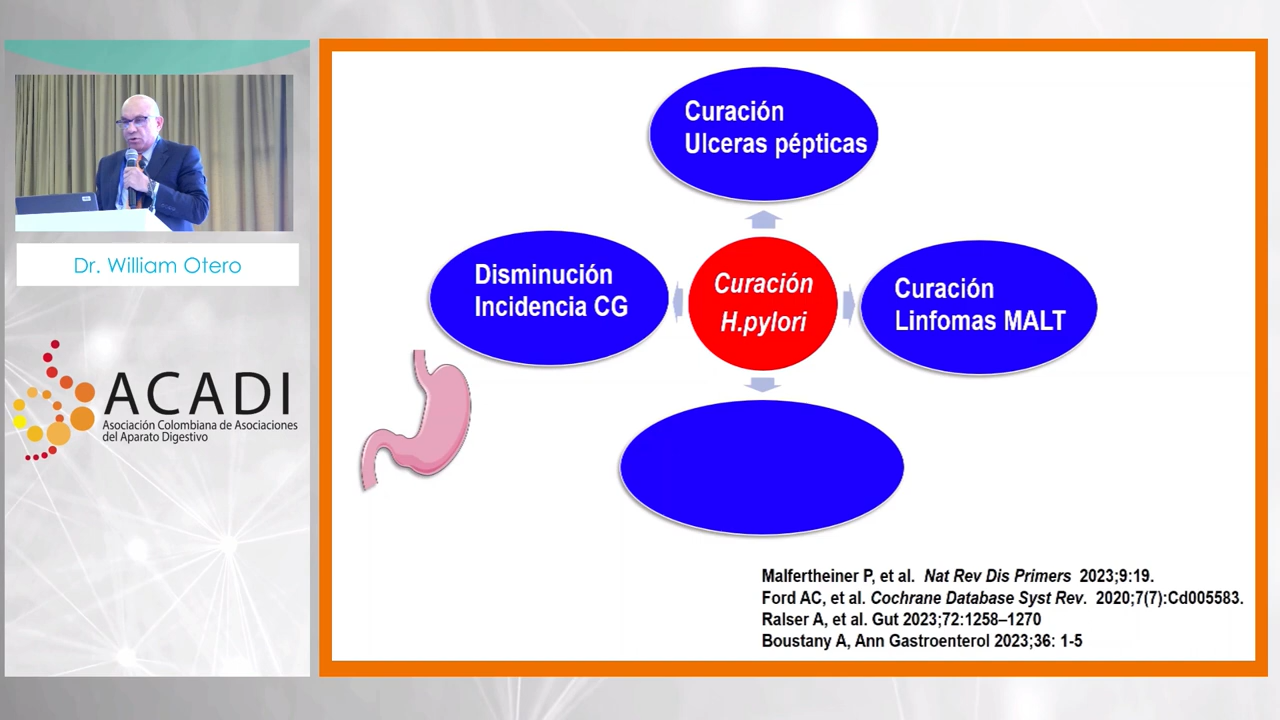 Dr. William Otero
ACADI
Asociación Colombiana de Asociaciones
del Aparato Digestivo
Curación
Ulceras pépticas
Disminución
Incidencia CG
Curación
H.pylori
Curación
Linfomas MALT
Malfertheiner P, et al. Nat Rev Dis Primers 2023;9:19.
Ford AC, et al. Cochrane Database Syst Rev. 2020;7(7):Cd005583.
Ralser A, et al. Gut 2023;72:1258–1270
Boustany A, Ann Gastroenterol 2023;36: 1-5